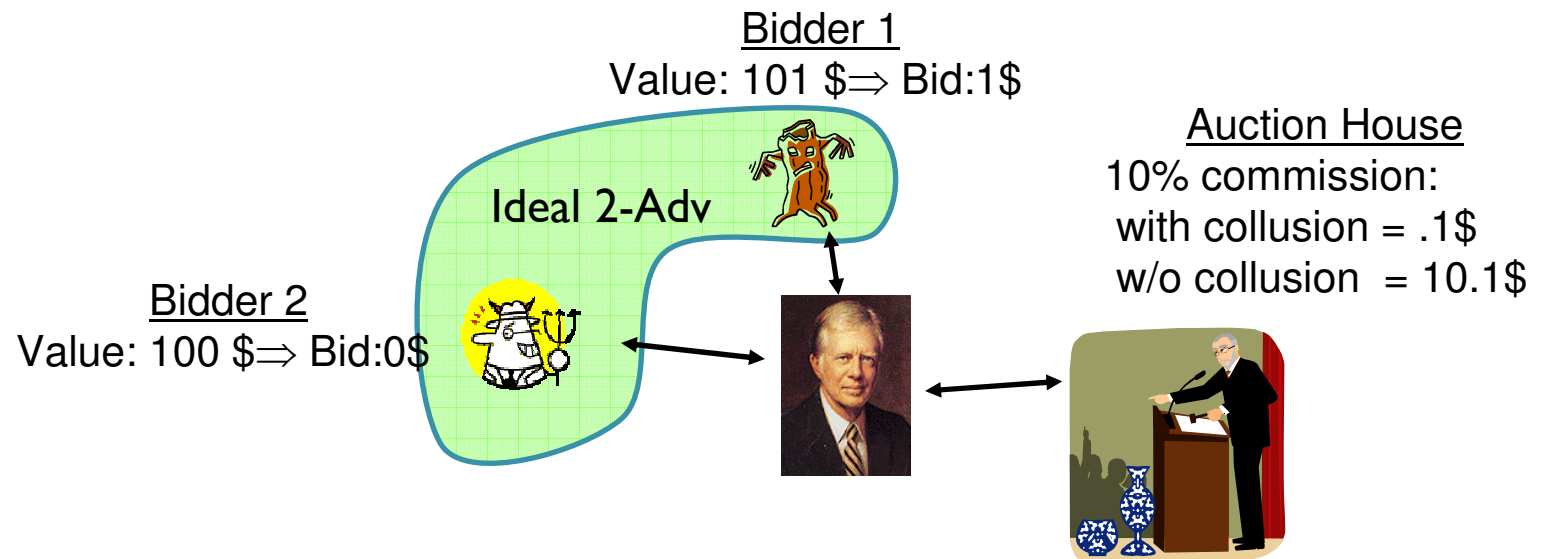 Bidder 1
Value: 101 $⇒ Bid:1$
Auction House
10% commission:
with collusion = .1$
w/o collusion = 10.1$
Ideal 2-Adv
Bidder 2
Value: 100 $⇒ Bid:0$